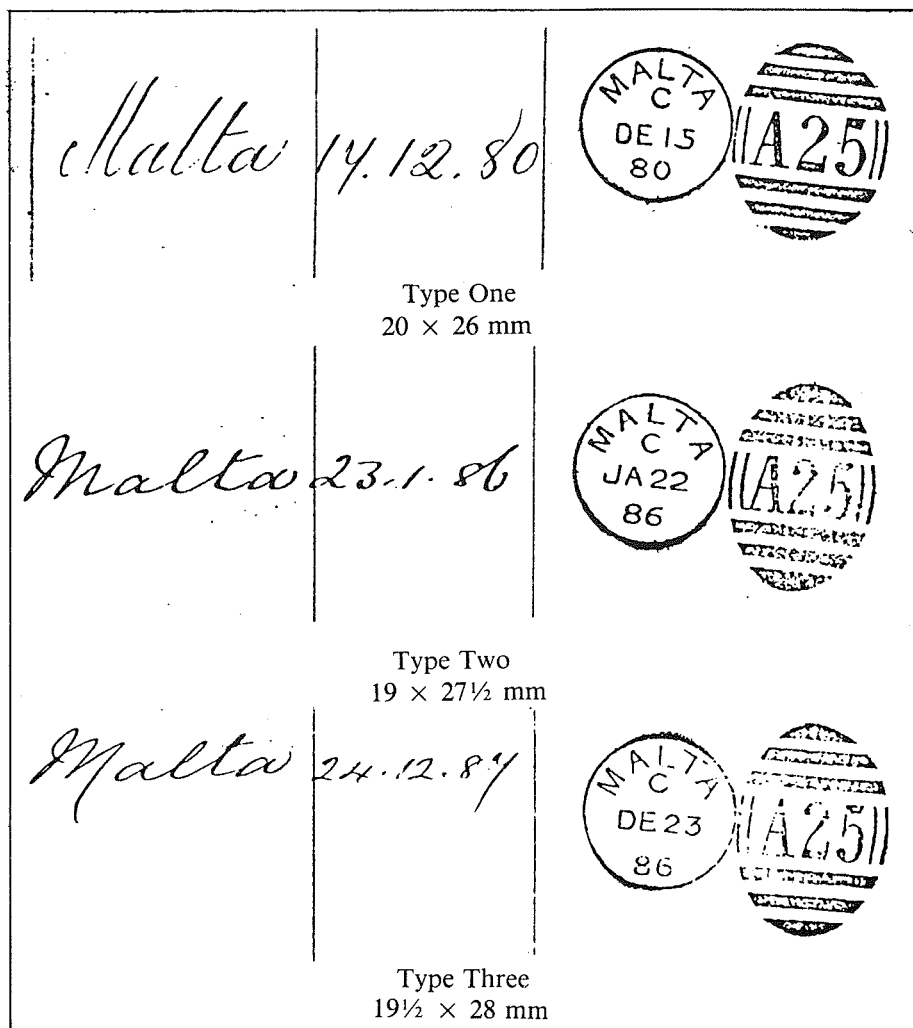 Malta 14.12.80
MALTA
C
DE 15
80
A25
Type One
20 × 26 mm
Malta 23.1.86
MALTA
C
JA 22
86
A25
Type Two
19 × 27½ mm
Malta 24.12.87
MALTA
C
DE 23
86
A25
Type Three
19½ × 28 mm